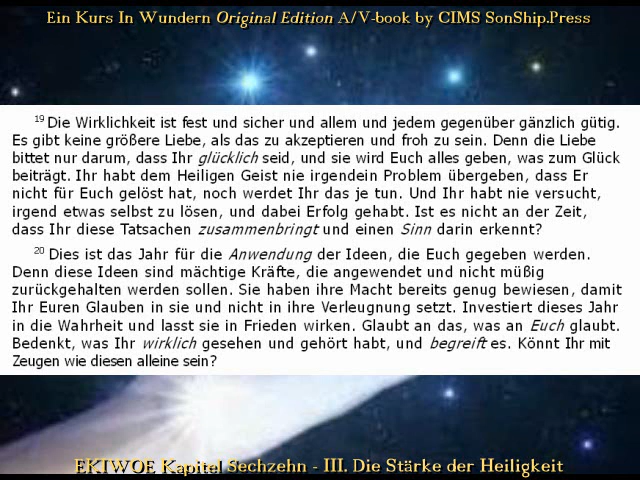 Ein Kurs In Wundern Original Edition A/V-book by CIMS SonShip.Press
19 Die Wirklichkeit ist fest und sicher und allem und jedem gegenüber gänzlich gütig.
Es gibt keine größere Liebe, als das zu akzeptieren und froh zu sein. Denn die Liebe
bittet nur darum, dass Ihr glücklich seid, und sie wird Euch alles geben, was zum Glück
beiträgt. Ihr habt dem Heiligen Geist nie irgendein Problem übergeben, dass Er
nicht für Euch gelöst hat, noch werdet Ihr das je tun. Und Ihr habt nie versucht,
irgend etwas selbst zu lösen, und dabei Erfolg gehabt. Ist es nicht an der Zeit,
dass Ihr diese Tatsachen zusammenbringt und einen Sinn darin erkennt?
20 Dies ist das Jahr für die Anwendung der Ideen, die Euch gegeben werden.
Denn diese Ideen sind mächtige Kräfte, die angewendet und nicht müßig
zurückgehalten werden sollen. Sie haben ihre Macht bereits genug bewiesen, damit
Ihr Euren Glauben in sie und nicht in ihre Verleugnung setzt. Investiert dieses Jahr
in die Wahrheit und lasst sie in Frieden wirken. Glaubt an das, was an Euch glaubt.
Bedenkt, was Ihr wirklich gesehen und gehört habt, und begreift es. Könnt Ihr mit
Zeugen wie diesen alleine sein?
EKIWOE Kapitel Sechzehn - III. Die Stärke der Heiligkeit